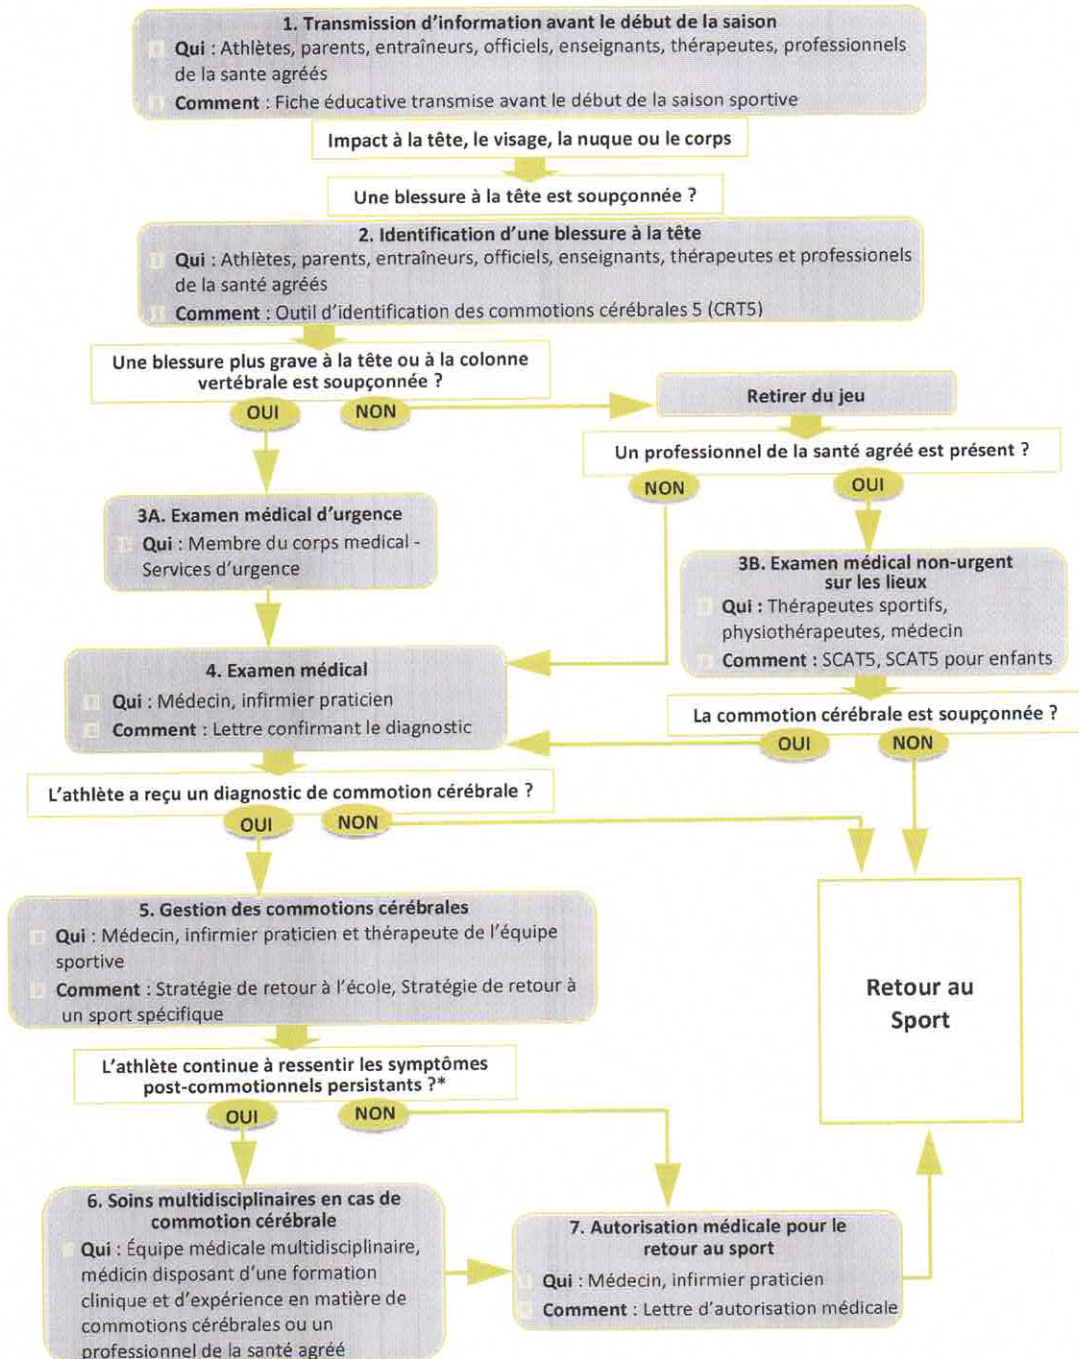 1. Transmission d'information avant le début de la saison
Qui : Athlètes, parents, entraîneurs, officiels, enseignants, thérapeutes, professionnels
de la sante agréés
Comment : Fiche éducative transmise avant le début de la saison sportive
Impact à la tête, le visage, la nuque ou le corps
Une blessure à la tête est soupçonnée ?
2. Identification d'une blessure à la tête
Qui : Athlètes, parents, entraîneurs, officiels, enseignants, thérapeutes et professionels
de la santé agréés
Comment : Outil d'identification des commotions cérébrales 5 (CRT5)
Une blessure plus grave à la tête ou à la colonne
vertébrale est soupçonnée ?
OUI
NON
Retirer du jeu
Un professionnel de la santé agréé est présent ?
NON
OUI
3A. Examen médical d'urgence
Qui : Membre du corps medical -
Services d'urgence
3B. Examen médical non-urgent
sur les lieux
Qui : Thérapeutes sportifs,
physiothérapeutes, médecin
Comment : SCAT5, SCAT5 pour enfants
4. Examen médical
Qui : Médecin, infirmier praticien
Comment : Lettre confirmant le diagnostic
La commotion cérébrale est soupçonnée ?
OUI
NON
L'athlète a reçu un diagnostic de commotion cérébrale ?
OUI
NON
5. Gestion des commotions cérébrales
Qui : Médecin, infirmier praticien et thérapeute de l'équipe
sportive
Comment : Stratégie de retour à l'école, Stratégie de retour à
un sport spécifique
Retour au
Sport
L'athlète continue à ressentir les symptômes
post-commotionnels persistants ?*
OUI
NON
6. Soins multidisciplinaires en cas de
commotion cérébrale
Qui : Équipe médicale multidisciplinaire,
médicin disposant d'une formation
clinique et d'expérience en matière de
commotions cérébrales ou un
professionnel de la santé agréé
7. Autorisation médicale pour le
retour au sport
Qui : Médecin, infirmier praticien
Comment : Lettre d'autorisation médicale